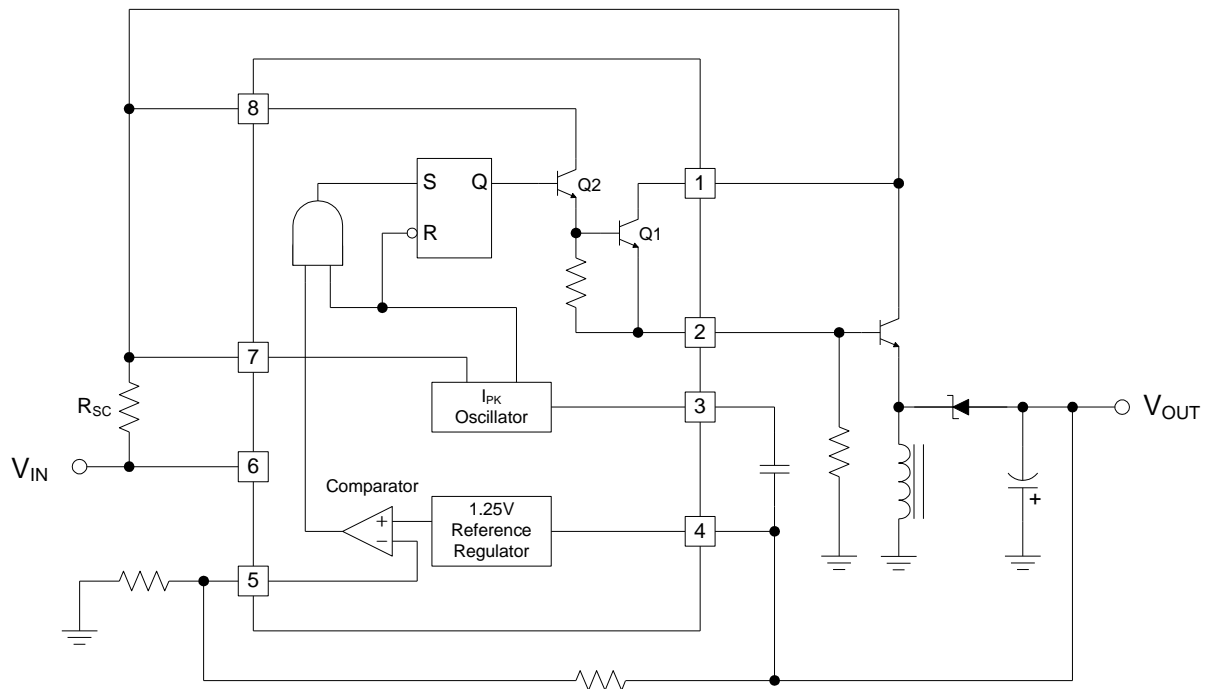 8
S
Q
Q2
1
R
Q1
2
7
I_PK
Oscillator
3
R_SC
V_OUT
V_IN
6
Comparator
+
−
1.25V
Reference
Regulator
4
+
5